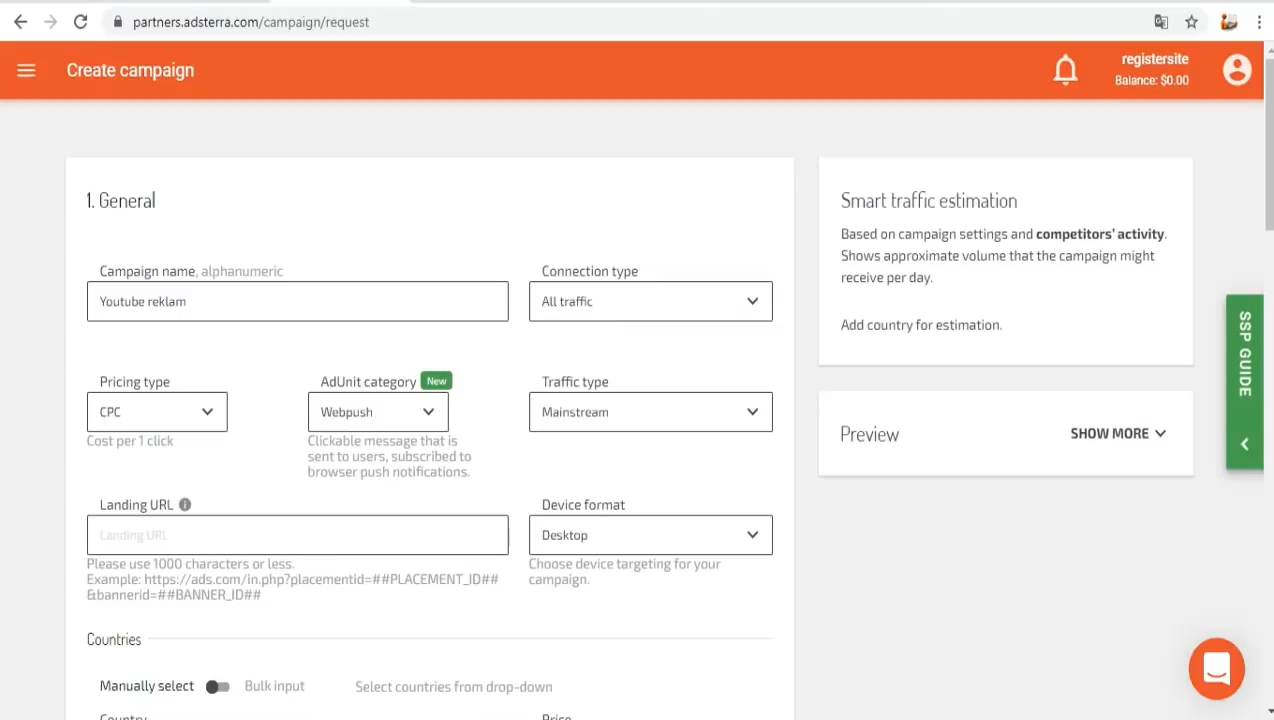 partners.adsterra.com/campaign/request
Create campaign
registersite
Balance: $0.00
1. General
Campaign name, alphanumeric
Connection type
Youtube reklam
All traffic
Pricing type
AdUnit category New
Traffic type
CPC
Webpush
Mainstream
Cost per 1 click
Clickable message that is
sent to users, subscribed to
browser push notifications.
Landing URL
Device format
Landing URL
Desktop
Please use 1000 characters or less.
Example: https://ads.com/in.php?placementid=##PLACEMENT_ID##
&bannerid=##BANNER_ID##
Choose device targeting for your
campaign.
Countries
Manually select
Bulk input
Select countries from drop-down
Country
Price
Smart traffic estimation
Based on campaign settings and competitors' activity.
Shows approximate volume that the campaign might
receive per day.
Add country for estimation.
Preview
SHOW MORE
SSP GUIDE